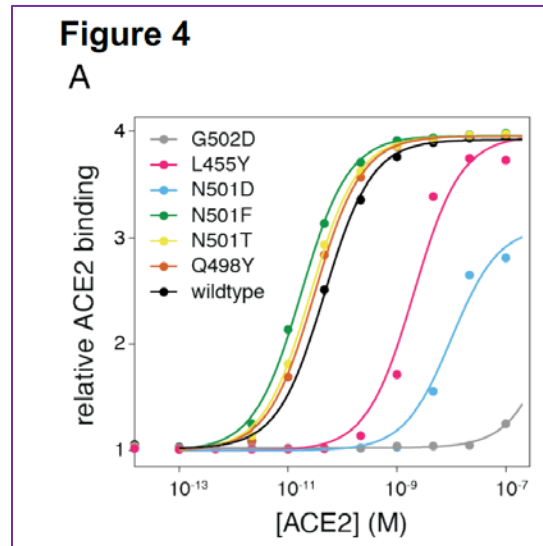 Figure 4
A
4
3
2
1
G502D
L455Y
N501D
N501F
N501T
Q498Y
wildtype
relative ACE2 binding
10⁻¹³ 10⁻¹¹ 10⁻⁹ 10⁻⁷
[ACE2] (M)